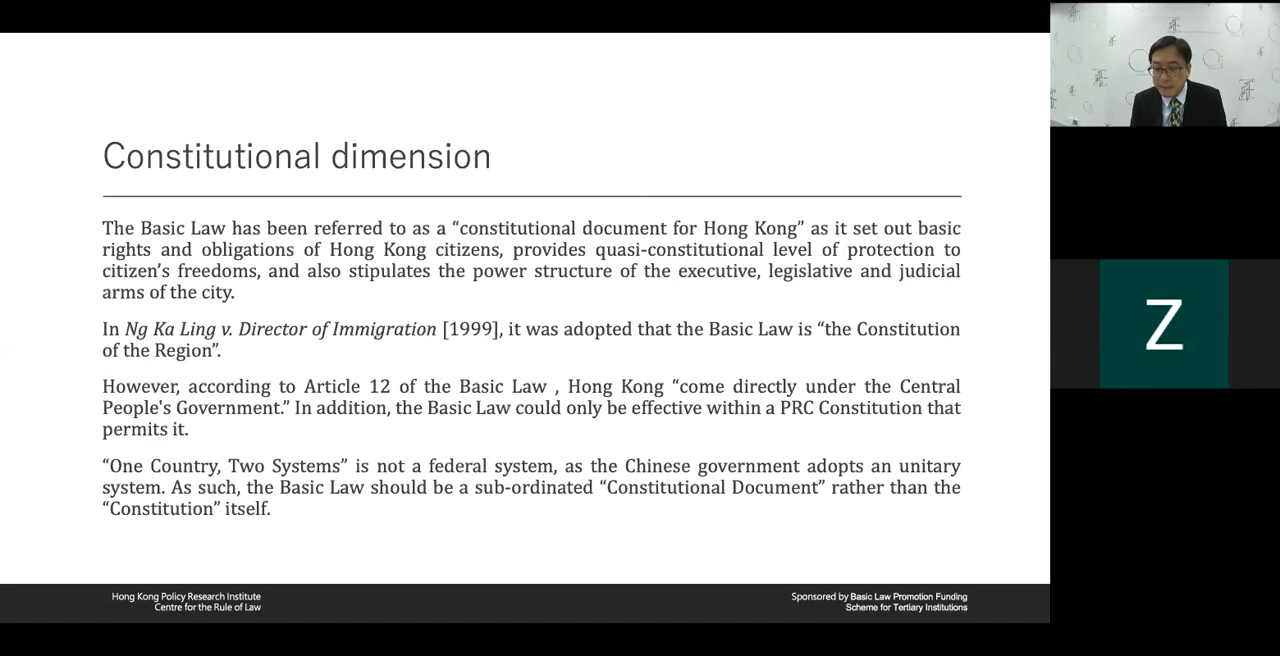 Constitutional dimension
The Basic Law has been referred to as a “constitutional document for Hong Kong” as it set out basic
rights and obligations of Hong Kong citizens, provides quasi-constitutional level of protection to
citizen’s freedoms, and also stipulates the power structure of the executive, legislative and judicial
arms of the city.
In Ng Ka Ling v. Director of Immigration [1999], it was adopted that the Basic Law is “the Constitution
of the Region”.
However, according to Article 12 of the Basic Law , Hong Kong “come directly under the Central
People's Government.” In addition, the Basic Law could only be effective within a PRC Constitution that
permits it.
“One Country, Two Systems” is not a federal system, as the Chinese government adopts an unitary
system. As such, the Basic Law should be a sub-ordinated “Constitutional Document” rather than the
“Constitution” itself.
Hong Kong Policy Research Institute
Centre for the Rule of Law
Sponsored by Basic Law Promotion Funding
Scheme for Tertiary Institutions
Z